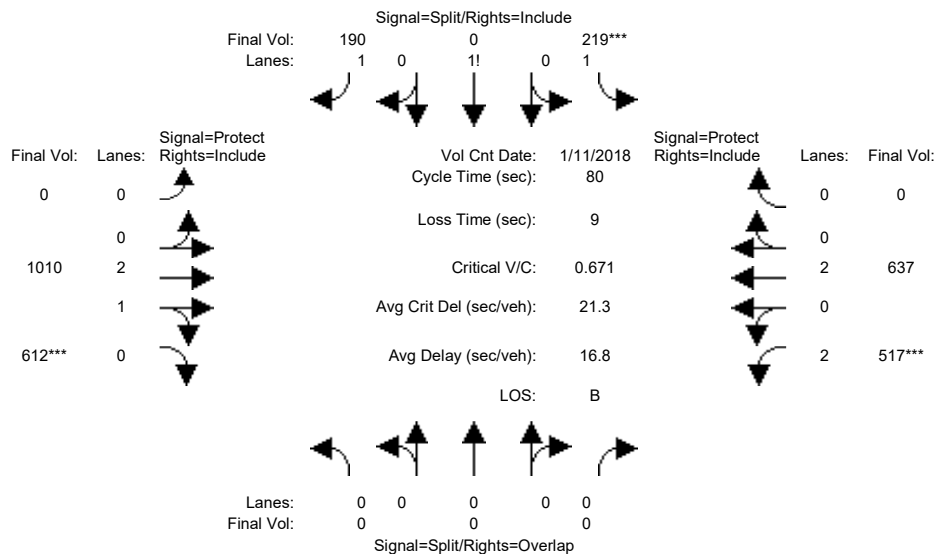 Signal=Split/Rights=Include
Final Vol: 190 0 219***
Lanes: 1 0 1! 0 1
Signal=Protect
Final Vol: Lanes: Rights=Include
Vol Cnt Date: 1/11/2018
Signal=Protect
Rights=Include Lanes: Final Vol:
Cycle Time (sec): 80
0 0
0 0
Loss Time (sec): 9
0
0
1010 2
Critical V/C: 0.671
2 637
1
Avg Crit Del (sec/veh): 21.3
0
612*** 0
Avg Delay (sec/veh): 16.8
2 517***
LOS: B
Lanes: 0 0 0 0 0
Final Vol: 0 0 0
Signal=Split/Rights=Overlap